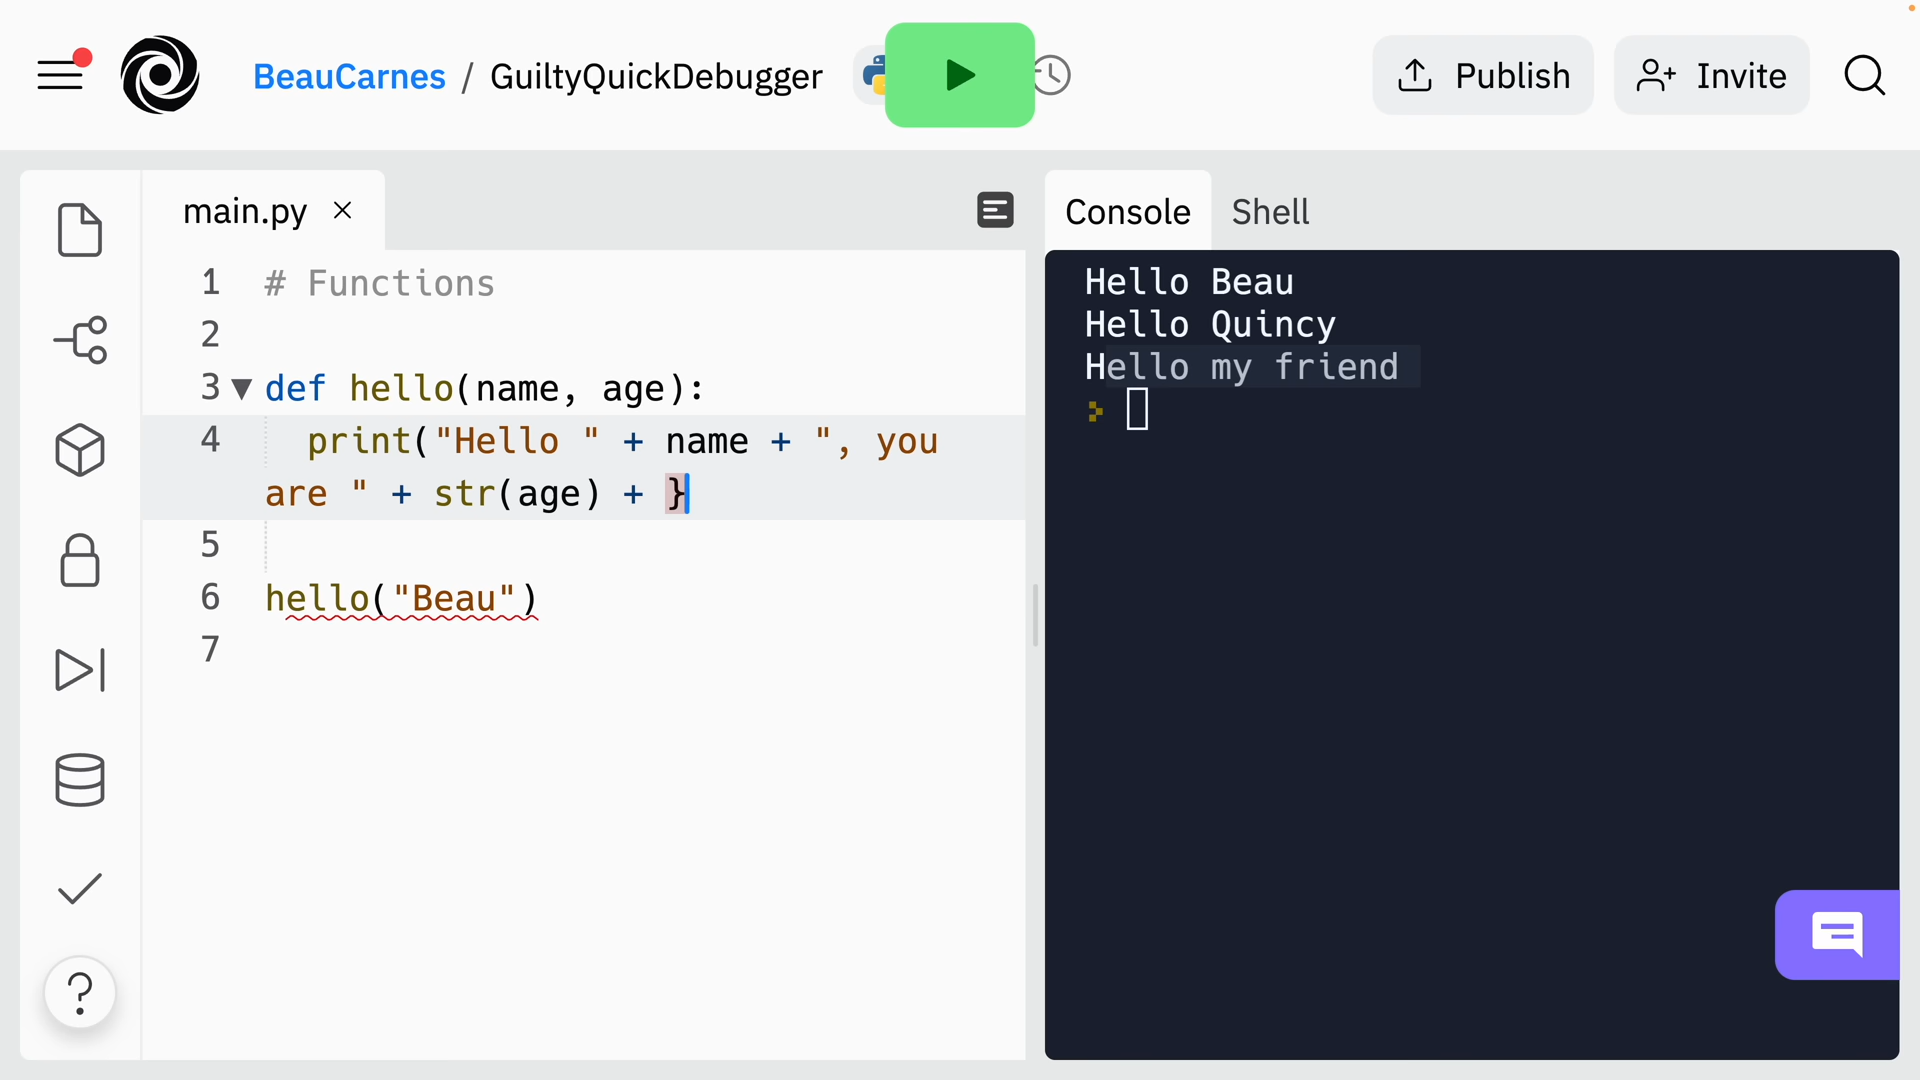 BeauCarnes / GuiltyQuickDebugger
Publish
Invite
main.py
Console
Shell
1 # Functions
2
3 def hello(name, age):
4 print("Hello " + name + ", you
are " + str(age) + }
5
6 hello("Beau")
7
Hello Beau
Hello Quincy
Hello my friend
?